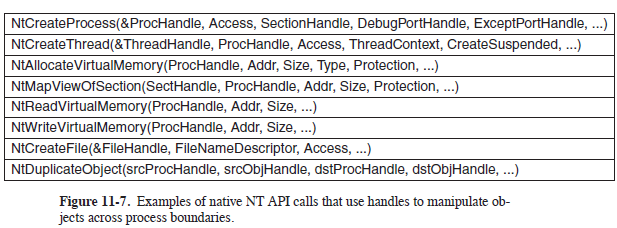 NtCreateProcess(&ProcHandle, Access, SectionHandle, DebugPortHandle, ExceptPortHandle, ...)
NtCreateThread(&ThreadHandle, ProcHandle, Access, ThreadContext, CreateSuspended, ...)
NtAllocateVirtualMemory(ProcHandle, Addr, Size, Type, Protection, ...)
NtMapViewOfSection(SectHandle, ProcHandle, Addr, Size, Protection, ...)
NtReadVirtualMemory(ProcHandle, Addr, Size, ...)
NtWriteVirtualMemory(ProcHandle, Addr, Size, ...)
NtCreateFile(&FileHandle, FileNameDescriptor, Access, ...)
NtDuplicateObject(srcProcHandle, srcObjHandle, dstProcHandle, dstObjHandle, ...)
Figure 11-7. Examples of native NT API calls that use handles to manipulate ob-
jects across process boundaries.